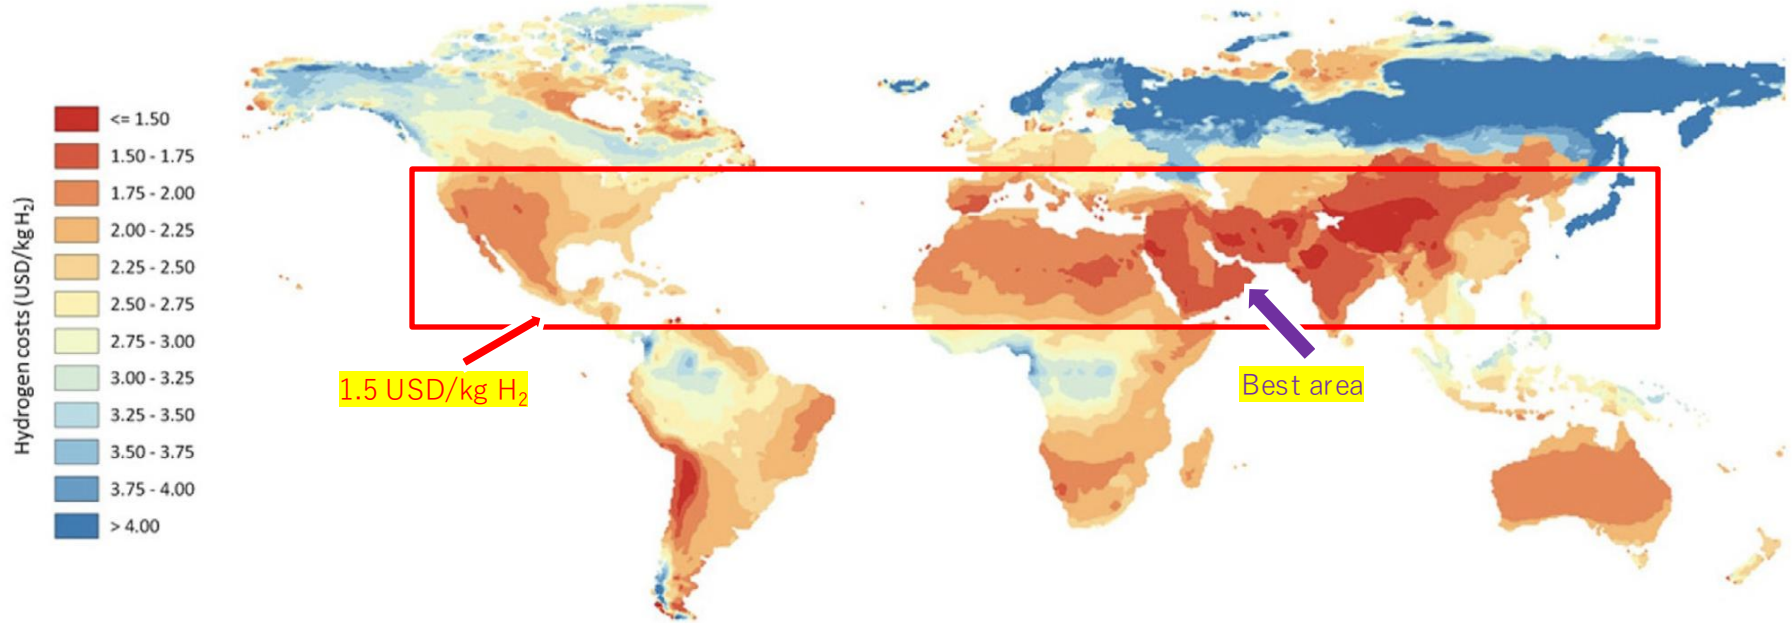 Hydrogen costs (USD/kg H₂)
<= 1.50
1.50 - 1.75
1.75 - 2.00
2.00 - 2.25
2.25 - 2.50
2.50 - 2.75
2.75 - 3.00
3.00 - 3.25
3.25 - 3.50
3.50 - 3.75
3.75 - 4.00
> 4.00
1.5 USD/kg H₂
Best area